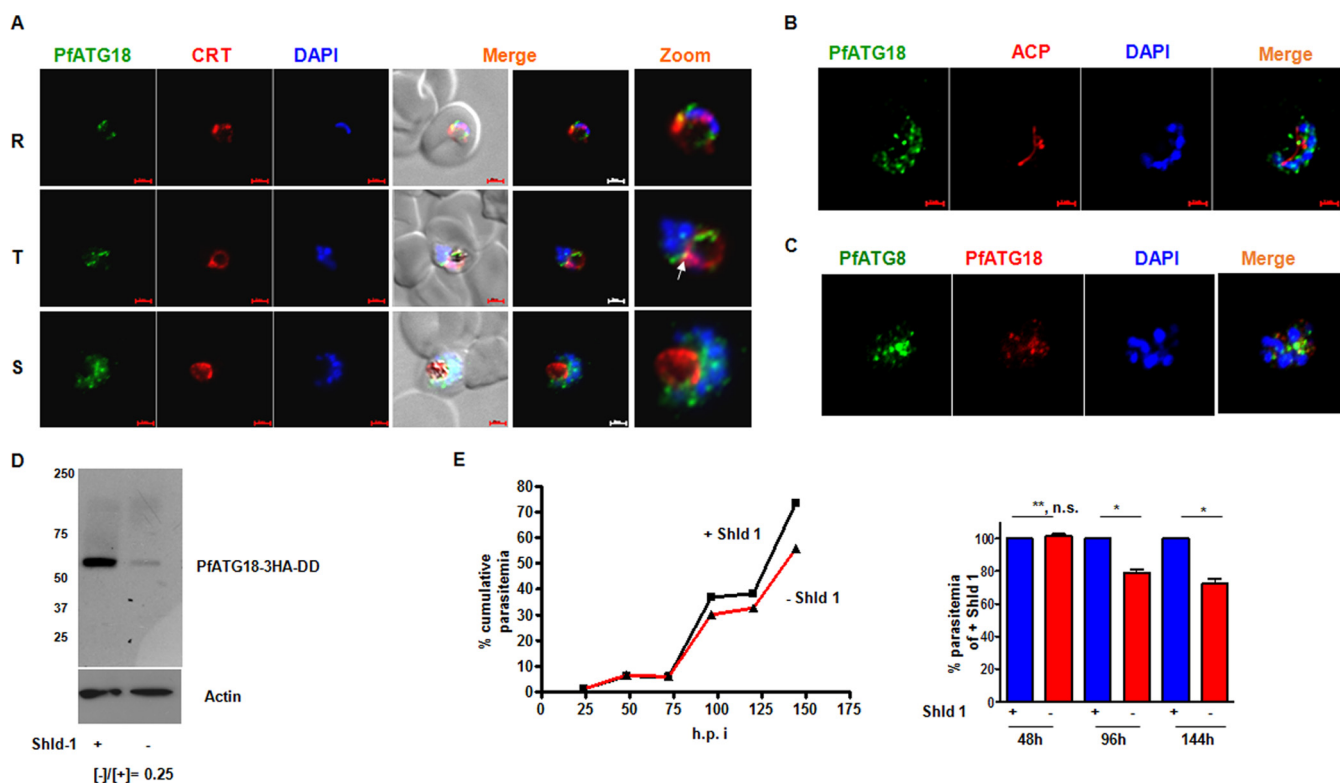 A
PfATG18 CRT DAPI Merge Zoom
R
T
S
B
PfATG18 ACP DAPI Merge
C
PfATG8 PfATG18 DAPI Merge
D
250
75
50
37
25
PfATG18-3HA-DD
Actin
Shld-1 + -
[-]/[+]= 0.25
E
% cumulative
parasitemia
80
70
60
50
40
30
20
10
0
+ Shld 1
- Shld 1
0 25 50 75 100 125 150 175
h.p. i
% parasitemia
of + Shld 1
**, n.s. * *
100
80
60
40
20
0
Shld 1 + - + - + -
48h 96h 144h